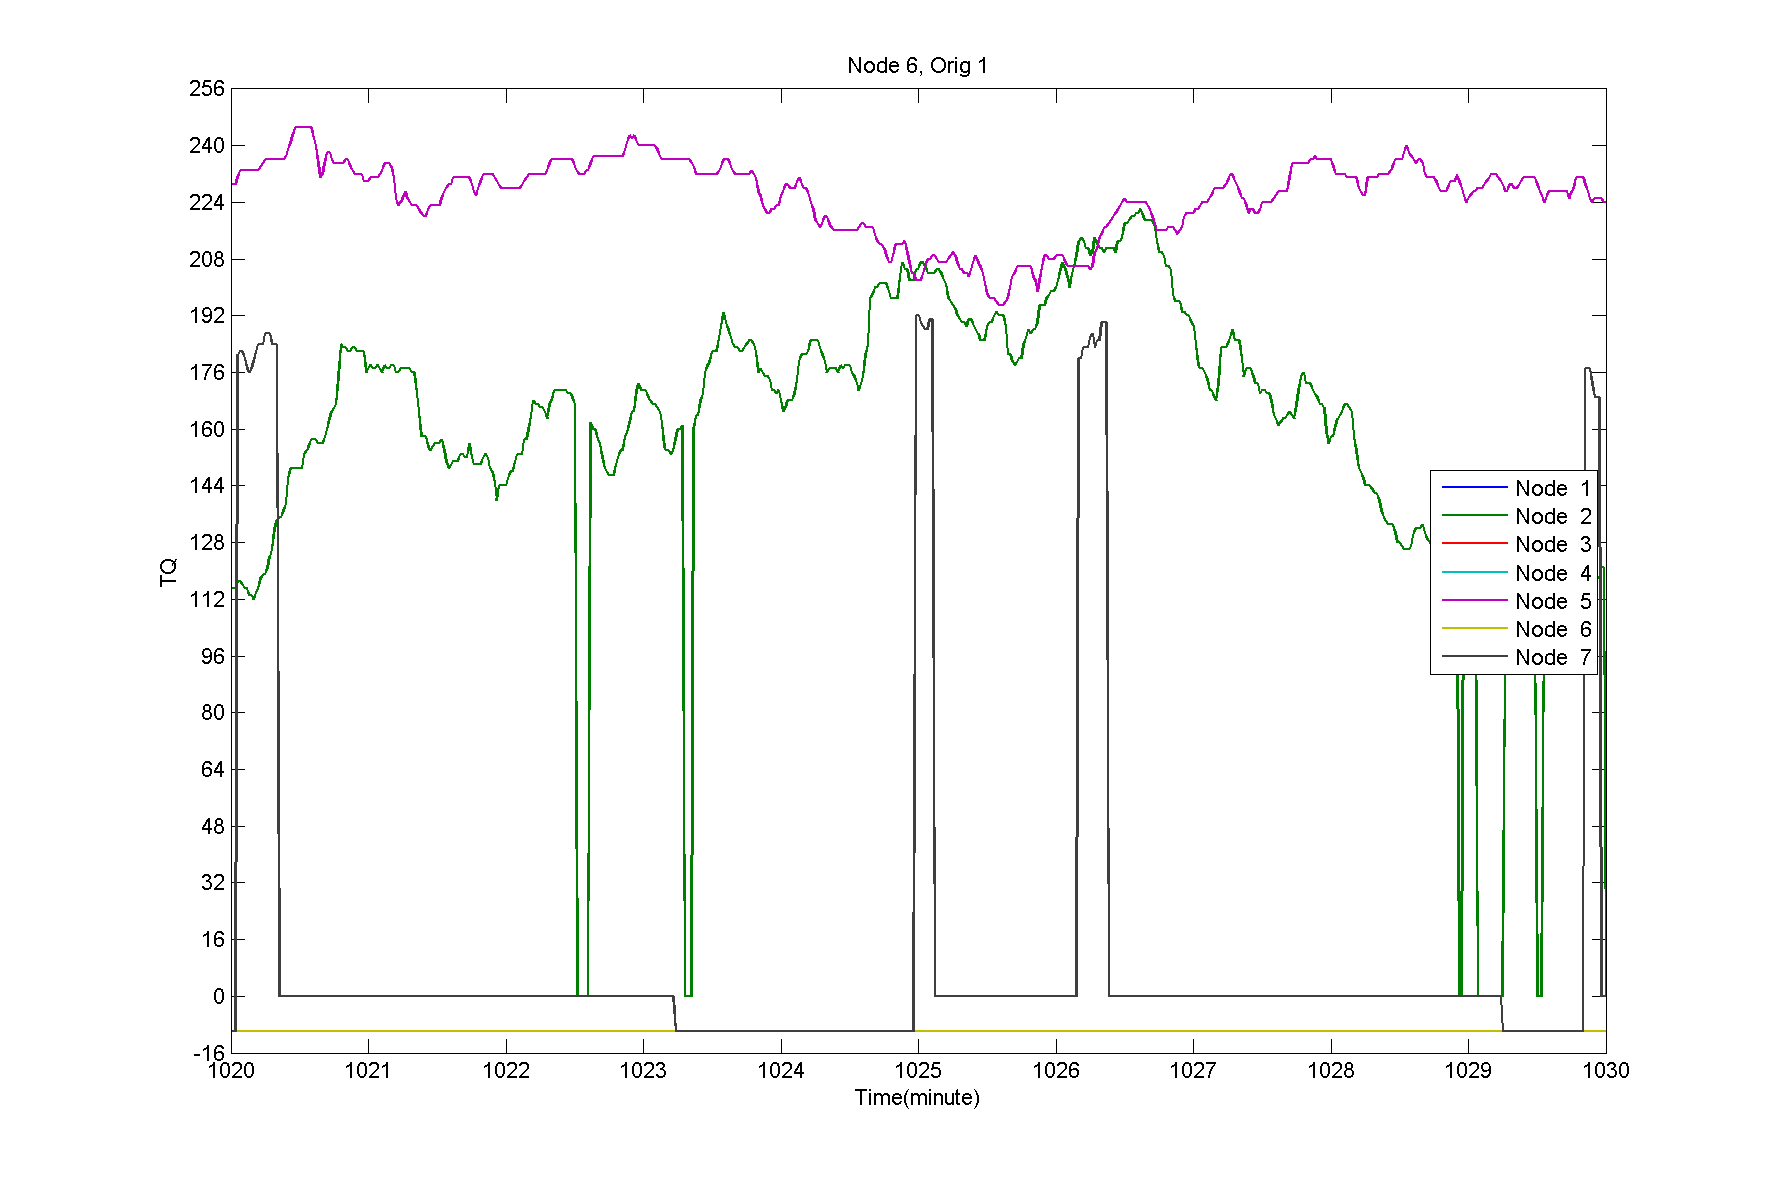 Node 6, Orig 1
256
240
224
208
192
176
160
144
128
112
96
80
64
48
32
16
0
-16
TQ
Node 1
Node 2
Node 3
Node 4
Node 5
Node 6
Node 7
1020 1021 1022 1023 1024 1025 1026 1027 1028 1029 1030
Time(minute)